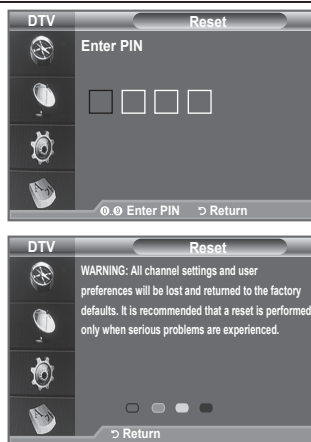 DTV Reset
Enter PIN
0..9 Enter PIN Return
DTV Reset
WARNING: All channel settings and user
preferences will be lost and returned to the factory
defaults. It is recommended that a reset is performed
only when serious problems are experienced.
Return